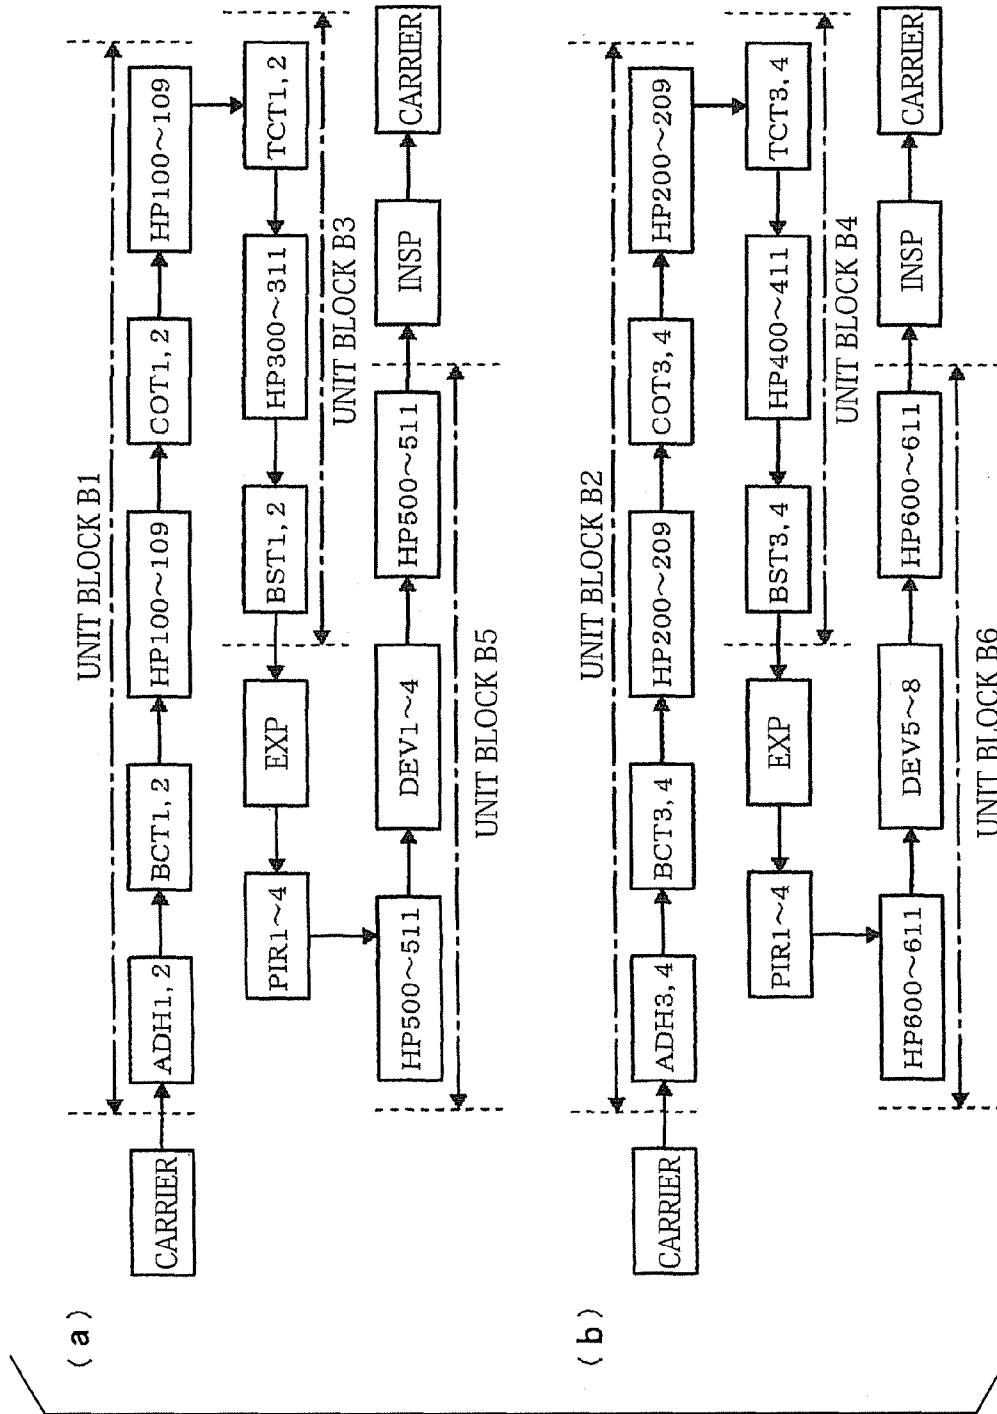 (a)
UNIT BLOCK B1
CARRIER
ADH1,2
BCT1,2
HP100~109
COT1,2
HP100~109
TCT1,2
HP300~311
BST1,2
UNIT BLOCK B3
EXP
PIR1~4
HP500~511
DEV1~4
HP500~511
UNIT BLOCK B5
INSP
CARRIER
(b)
UNIT BLOCK B2
CARRIER
ADH3,4
BCT3,4
HP200~209
COT3,4
HP200~209
TCT3,4
HP400~411
BST3,4
UNIT BLOCK B4
EXP
PIR1~4
HP600~611
DEV5~8
HP600~611
UNIT BLOCK B6
INSP
CARRIER